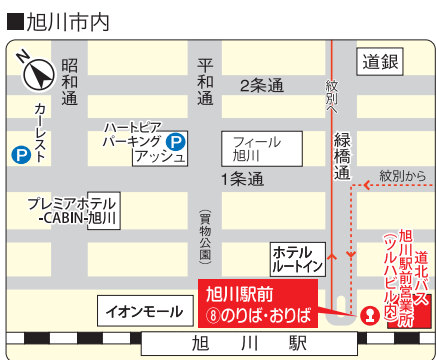 ■旭川市内
N
昭和通
平和通
2条通
道銀
紋別へ
緑橋通
カーレスト
P
ハートピア
パーキング
P
アッシュ
フィール
旭川
1条通
紋別から
プレミアホテル
-CABIN-旭川
(買物公園)
ホテル
ルートイン
道北バス
旭川駅前営業所
(ツルハビル内)
イオンモール
旭川駅前
⑧のりば・おりば
旭川駅